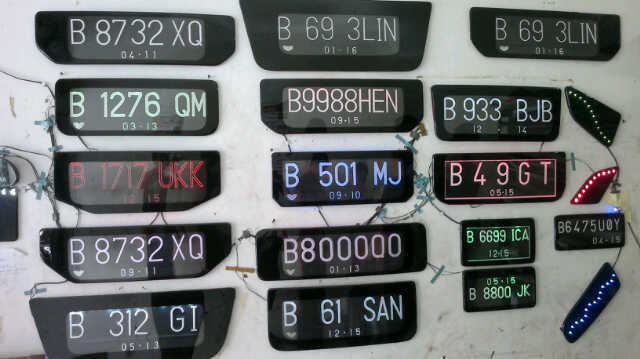 B 8732 XQ
04·11
B 69 3LIN
01·16
B 69 3LIN
01·16
B 1276 QM
03·13
B9988HEN
09·15
B 933 BJB
12 · 14
B 1717 UKK
12·15
B 501 MJ
09·10
B 49GT
05·15
B 8732 XQ
09·11
B800000
01·13
B 6699 ICA
12·15
B6475UOY
04·15
05·15
B 8800 JK
B 312 GI
05·13
B 61 SAN
12·15